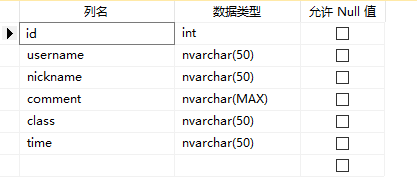 列名 数据类型 允许 Null 值
id int
username nvarchar(50)
nickname nvarchar(50)
comment nvarchar(MAX)
class nvarchar(50)
time nvarchar(50)